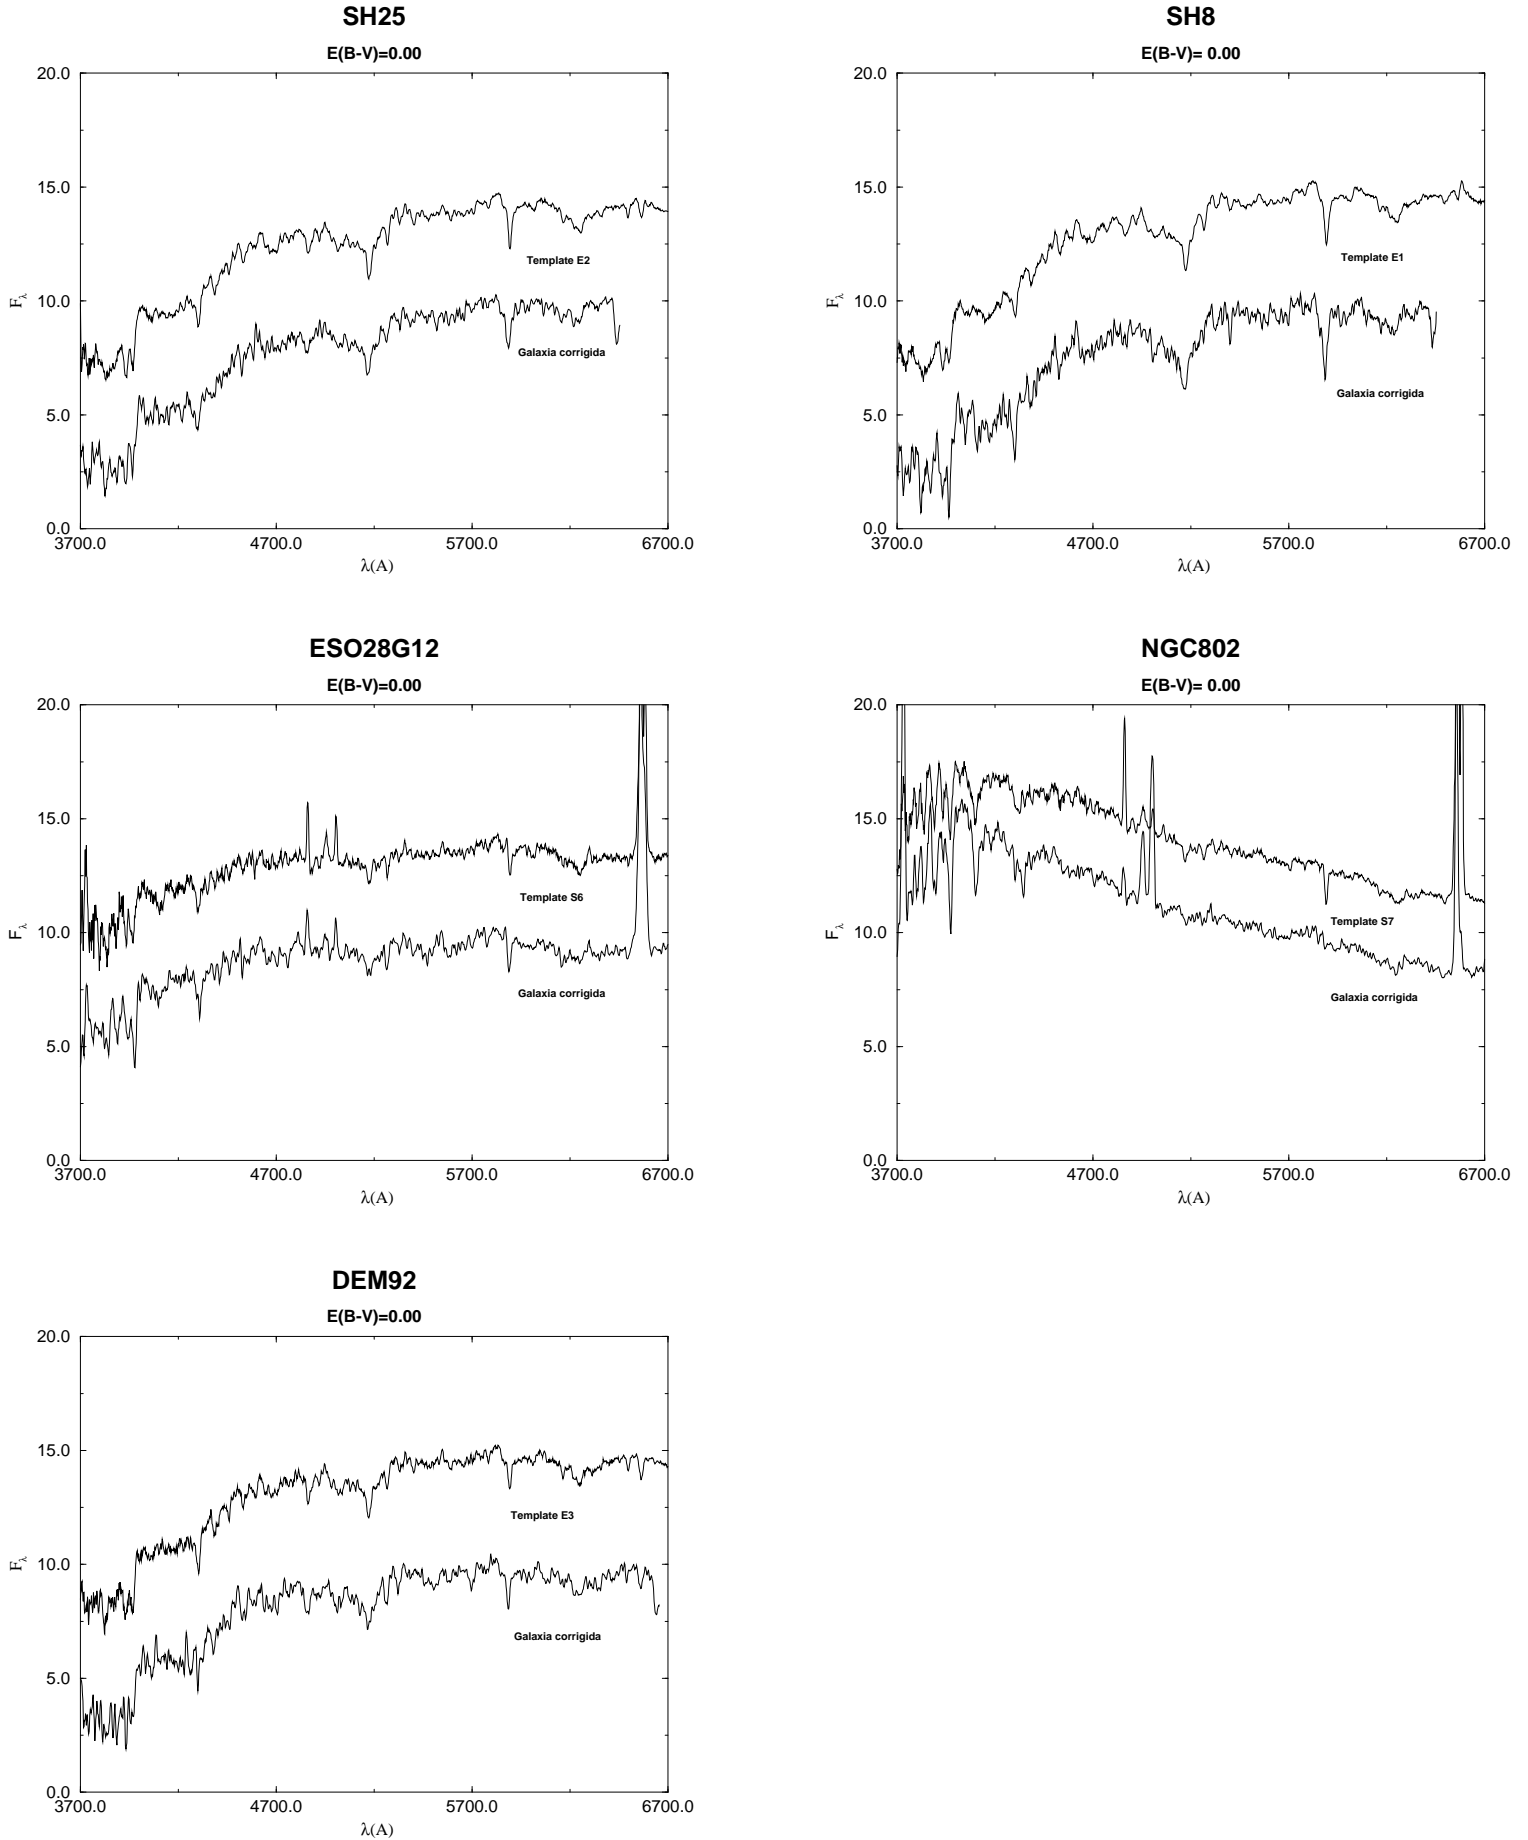 SH25
E(B-V)=0.00
20.0
15.0
10.0
5.0
0.0
Fλ
Template E2
Galaxia corrigida
3700.0 4700.0 5700.0 6700.0
λ(A)
SH8
E(B-V)= 0.00
20.0
15.0
10.0
5.0
0.0
Fλ
Template E1
Galaxia corrigida
3700.0 4700.0 5700.0 6700.0
λ(A)
ESO28G12
E(B-V)=0.00
20.0
15.0
10.0
5.0
0.0
Fλ
Template S6
Galaxia corrigida
3700.0 4700.0 5700.0 6700.0
λ(A)
NGC802
E(B-V)= 0.00
20.0
15.0
10.0
5.0
0.0
Fλ
Template S7
Galaxia corrigida
3700.0 4700.0 5700.0 6700.0
λ(A)
DEM92
E(B-V)=0.00
20.0
15.0
10.0
5.0
0.0
Fλ
Template E3
Galaxia corrigida
3700.0 4700.0 5700.0 6700.0
λ(A)